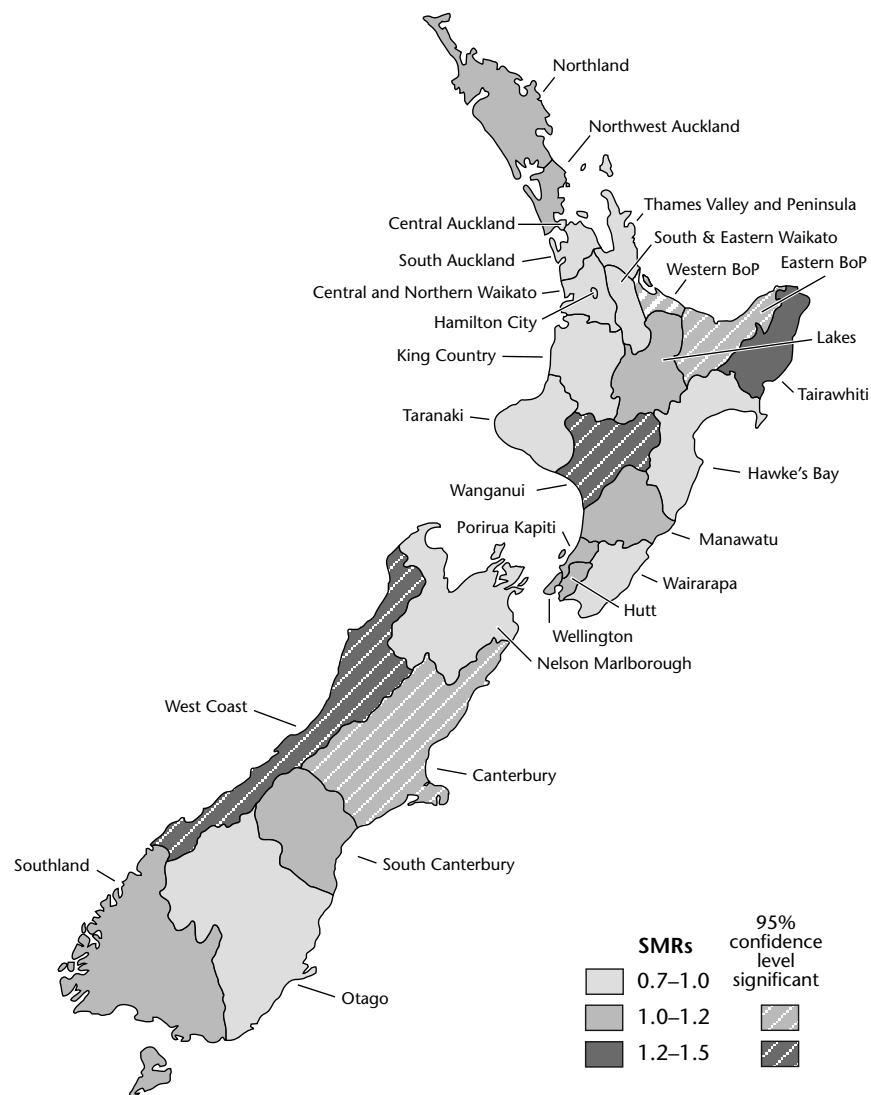 Northland
Northwest Auckland
Thames Valley and Peninsula
Central Auckland
South & Eastern Waikato
South Auckland
Western BoP
Eastern BoP
Central and Northern Waikato
Hamilton City
Lakes
King Country
Tairawhiti
Taranaki
Hawke's Bay
Wanganui
Porirua Kapiti
Manawatu
Wairarapa
Hutt
Wellington
Nelson Marlborough
West Coast
Canterbury
South Canterbury
Southland
Otago
SMRs
95%
confidence
level
significant
0.7–1.0
1.0–1.2
1.2–1.5